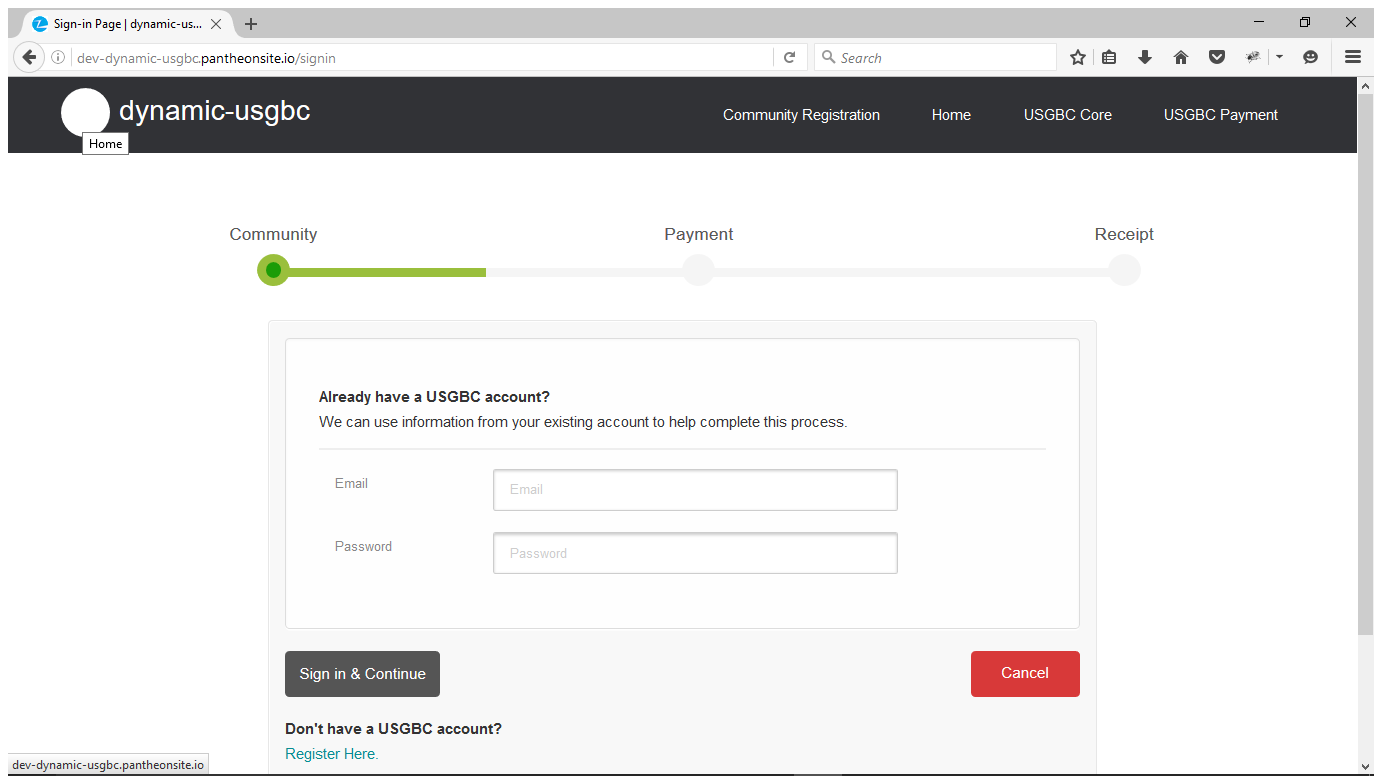 Sign-in Page | dynamic-us...
dev-dynamic-usgbc.pantheonsite.io/signin
Search
dynamic-usgbc
Community Registration
Home
USGBC Core
USGBC Payment
Home
Community
Payment
Receipt
Already have a USGBC account?
We can use information from your existing account to help complete this process.
Email
Email
Password
Password
Sign in & Continue
Cancel
Don't have a USGBC account?
Register Here.
dev-dynamic-usgbc.pantheonsite.io